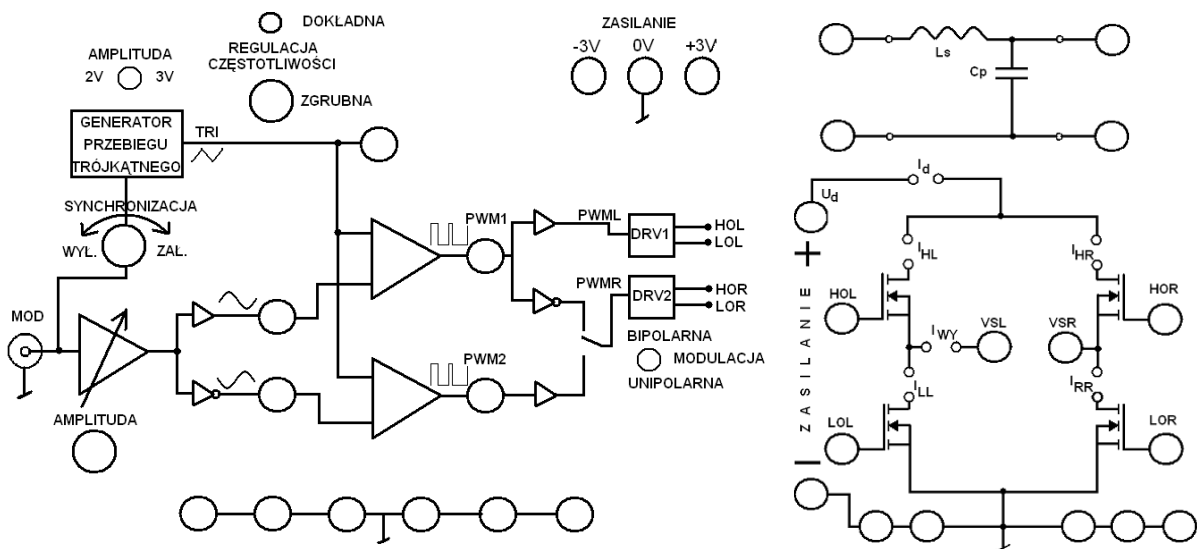 DOKŁADNA
REGULACJA
CZĘSTOTLIWOŚCI
ZGRUBNA
AMPLITUDA
2V 3V
GENERATOR
PRZEBIEGU
TRÓJKĄTNEGO
TRI
SYNCHRONIZACJA
WYŁ. ZAŁ.
MOD
AMPLITUDA
PWM1
PWM2
PWML
PWMR
DRV1
HOL
LOL
DRV2
HOR
LOR
BIPOLARNA
MODULACJA
UNIPOLARNA
ZASILANIE
-3V 0V +3V
Ls
Cp
Id
Ud
+
ZASILANIE
−
IHL
IHR
HOL
HOR
IWY
VSL
VSR
ILL
IRR
LOL
LOR